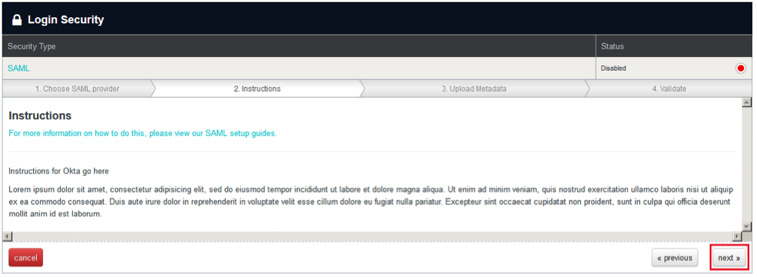 Login Security
Security Type Status
SAML Disabled
1. Choose SAML provider 2. Instructions 3. Upload Metadata 4. Validate
Instructions
For more information on how to do this, please view our SAML setup guides.
Instructions for Okta go here
Lorem ipsum dolor sit amet, consectetur adipisicing elit, sed do eiusmod tempor incididunt ut labore et dolore magna aliqua. Ut enim ad minim veniam, quis nostrud exercitation ullamco laboris nisi ut aliquip
ex ea commodo consequat. Duis aute irure dolor in reprehenderit in voluptate velit esse cillum dolore eu fugiat nulla pariatur. Excepteur sint occaecat cupidatat non proident, sunt in culpa qui officia deserunt
mollit anim id est laborum.
cancel « previous next »